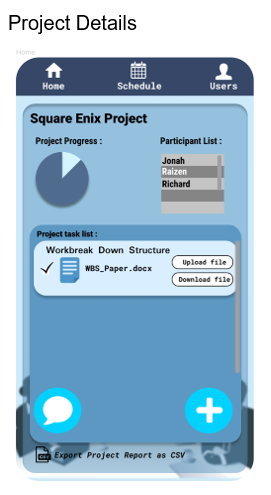 Project Details
Home
Home Schedule Users
Square Enix Project
Project Progress : Participant List :
Jonah
Raizen
Richard
Project task list :
Workbreak Down Structure
WBS_Paper.docx
Upload file
Download file
Export Project Report as CSV